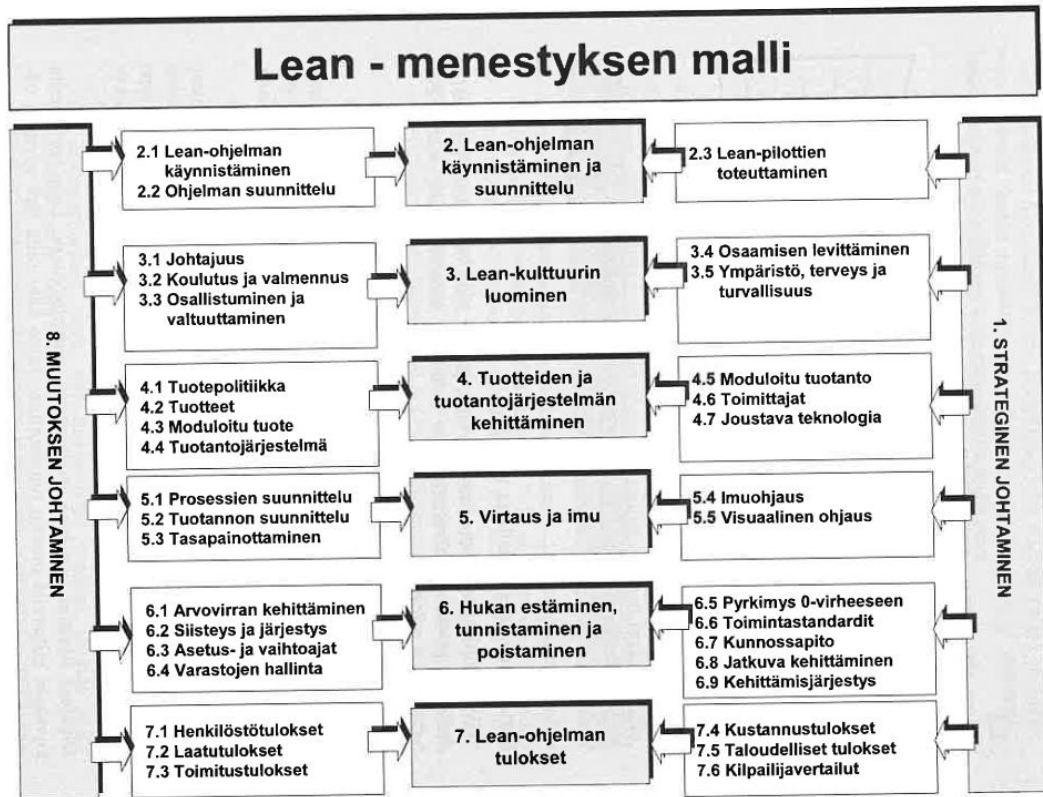 Lean - menestyksen malli
8. MUUTOKSEN JOHTAMINEN
2.1 Lean-ohjelman
käynnistäminen
2.2 Ohjelman suunnittelu
2. Lean-ohjelman
käynnistäminen ja
suunnittelu
2.3 Lean-pilottien
toteuttaminen
3.1 Johtajuus
3.2 Koulutus ja valmennus
3.3 Osallistuminen ja
valtuuttaminen
3. Lean-kulttuurin
luominen
3.4 Osaamisen levittäminen
3.5 Ympäristö, terveys ja
turvallisuus
4.1 Tuotepolitiikka
4.2 Tuotteet
4.3 Moduloitu tuote
4.4 Tuotantojärjestelmä
4. Tuotteiden ja
tuotantojärjestelmän
kehittäminen
4.5 Moduloitu tuotanto
4.6 Toimittajat
4.7 Joustava teknologia
5.1 Prosessien suunnittelu
5.2 Tuotannon suunnittelu
5.3 Tasapainottaminen
5. Virtaus ja imu
5.4 Imuohjaus
5.5 Visuaalinen ohjaus
6.1 Arvovirran kehittäminen
6.2 Siisteys ja järjestys
6.3 Asetus- ja vaihtoajat
6.4 Varastojen hallinta
6. Hukan estäminen,
tunnistaminen ja
poistaminen
6.5 Pyrkimys 0-virheeseen
6.6 Toimintastandardit
6.7 Kunnossapito
6.8 Jatkuva kehittäminen
6.9 Kehittämisjärjestys
7.1 Henkilöstötulokset
7.2 Laatutulokset
7.3 Toimitustulokset
7. Lean-ohjelman
tulokset
7.4 Kustannustulokset
7.5 Taloudelliset tulokset
7.6 Kilpailijavertailut
1. STRATEGINEN JOHTAMINEN